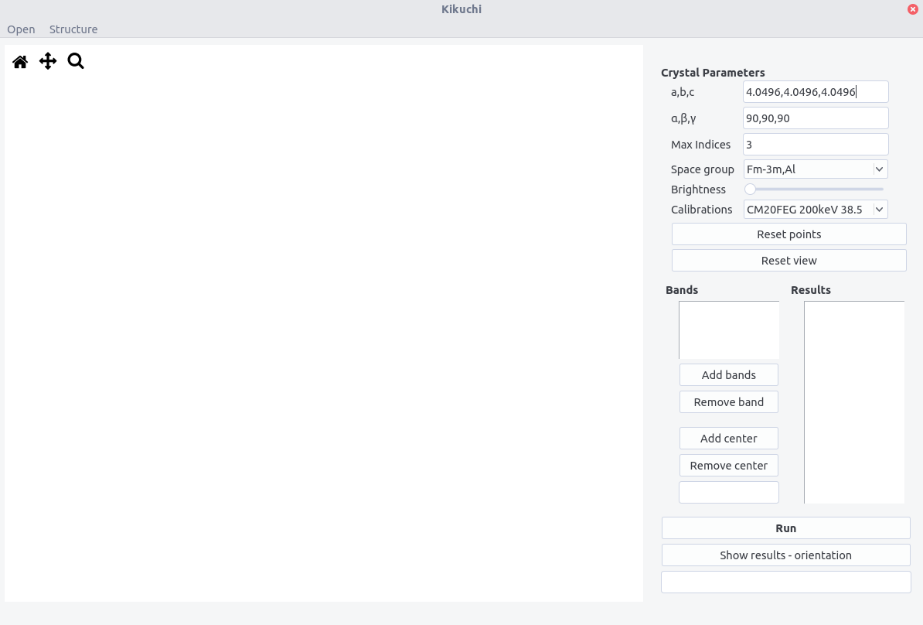 Kikuchi
Open Structure
Crystal Parameters
a,b,c 4.0496,4.0496,4.0496
α,β,γ 90,90,90
Max Indices 3
Space group Fm-3m,Al
Brightness
Calibrations CM20FEG 200keV 38.5
Reset points
Reset view
Bands Results
Add bands
Remove band
Add center
Remove center
Run
Show results - orientation